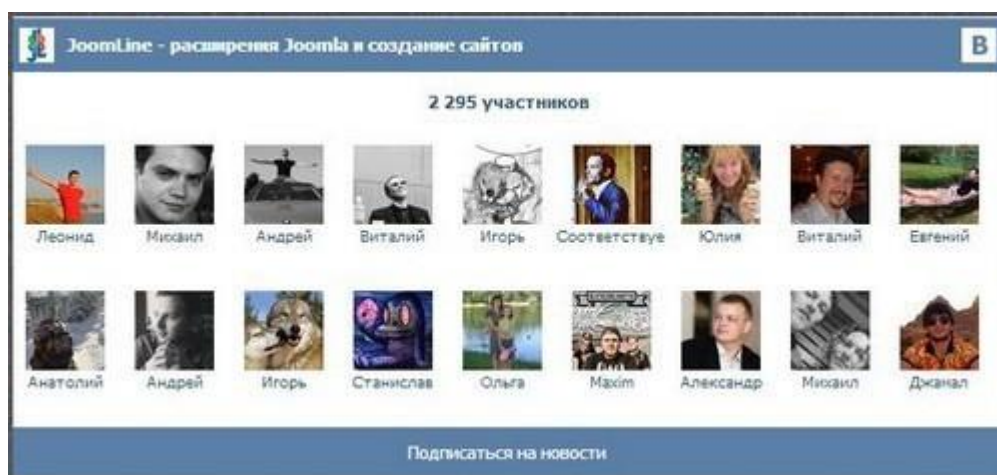 JoomLine - расширения Joomla и создание сайтов
B
2 295 участников
Леонид Михаил Андрей Виталий Игорь Соответствуе Юлия Виталий Евгений
Анатолий Андрей Игорь Станислав Ольга Maxim Александр Михаил Джамал
Подписаться на новости